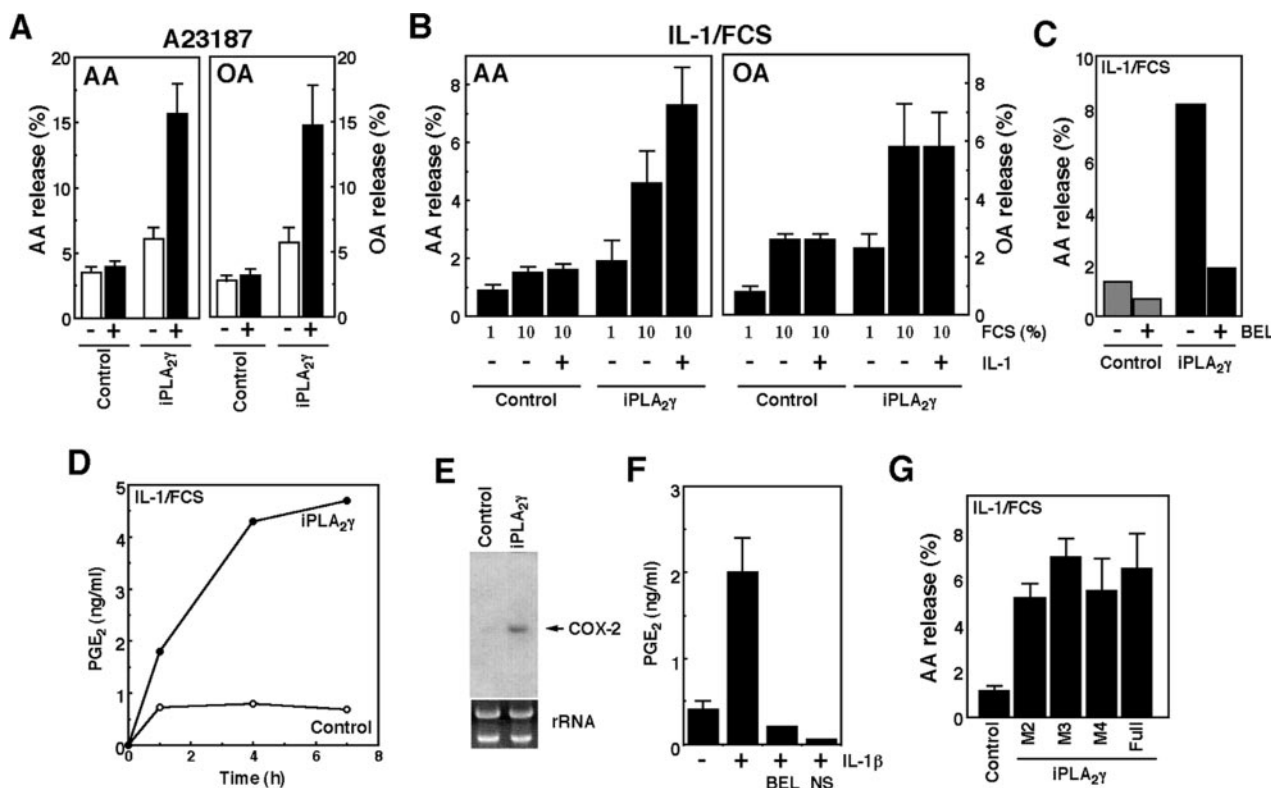 A
A23187
AA
OA
20
15
10
5
0
AA release (%)
20
15
10
5
0
OA release (%)
- + - + - + - +
Control iPLA2γ Control iPLA2γ
B
IL-1/FCS
AA
OA
8
6
4
2
0
AA release (%)
8
6
4
2
0
OA release (%)
1 10 10 1 10 10 1 10 10 1 10 10 FCS (%)
- - + - - + - - + - - + IL-1
Control iPLA2γ Control iPLA2γ
C
IL-1/FCS
10
8
6
4
2
0
AA release (%)
- + - + BEL
Control iPLA2γ
D
IL-1/FCS
iPLA2γ
Control
5
4
3
2
1
0
PGE2 (ng/ml)
0 2 4 6 8
Time (h)
E
Control iPLA2γ
COX-2
rRNA
F
3
2
1
0
PGE2 (ng/ml)
- + + + IL-1β
BEL NS
G
IL-1/FCS
8
6
4
2
0
AA release (%)
Control M2 M3 M4 Full
iPLA2γ